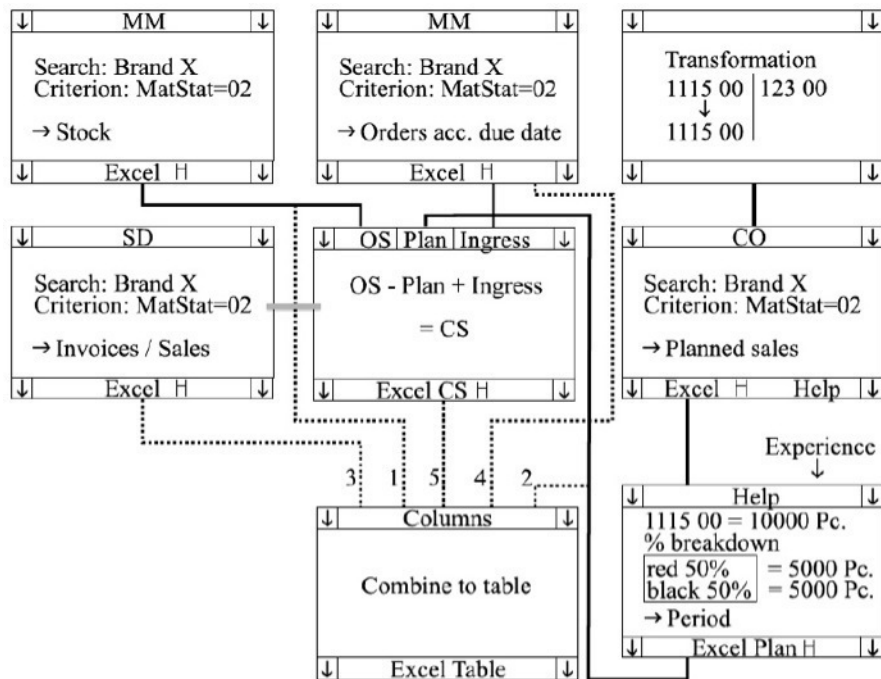 MM
Search: Brand X
Criterion: MatStat=02
→ Stock
Excel H
MM
Search: Brand X
Criterion: MatStat=02
→ Orders acc. due date
Excel H
Transformation
1115 00 123 00
↓
1115 00
SD
Search: Brand X
Criterion: MatStat=02
→ Invoices / Sales
Excel H
OS Plan Ingress
OS - Plan + Ingress
= CS
Excel CS H
CO
Search: Brand X
Criterion: MatStat=02
→ Planned sales
Excel H Help
3 1 5 4 2
Experience
↓
Columns
Combine to table
Excel Table
Help
1115 00 = 10000 Pc.
% breakdown
red 50% = 5000 Pc.
black 50% = 5000 Pc.
→ Period
Excel Plan H